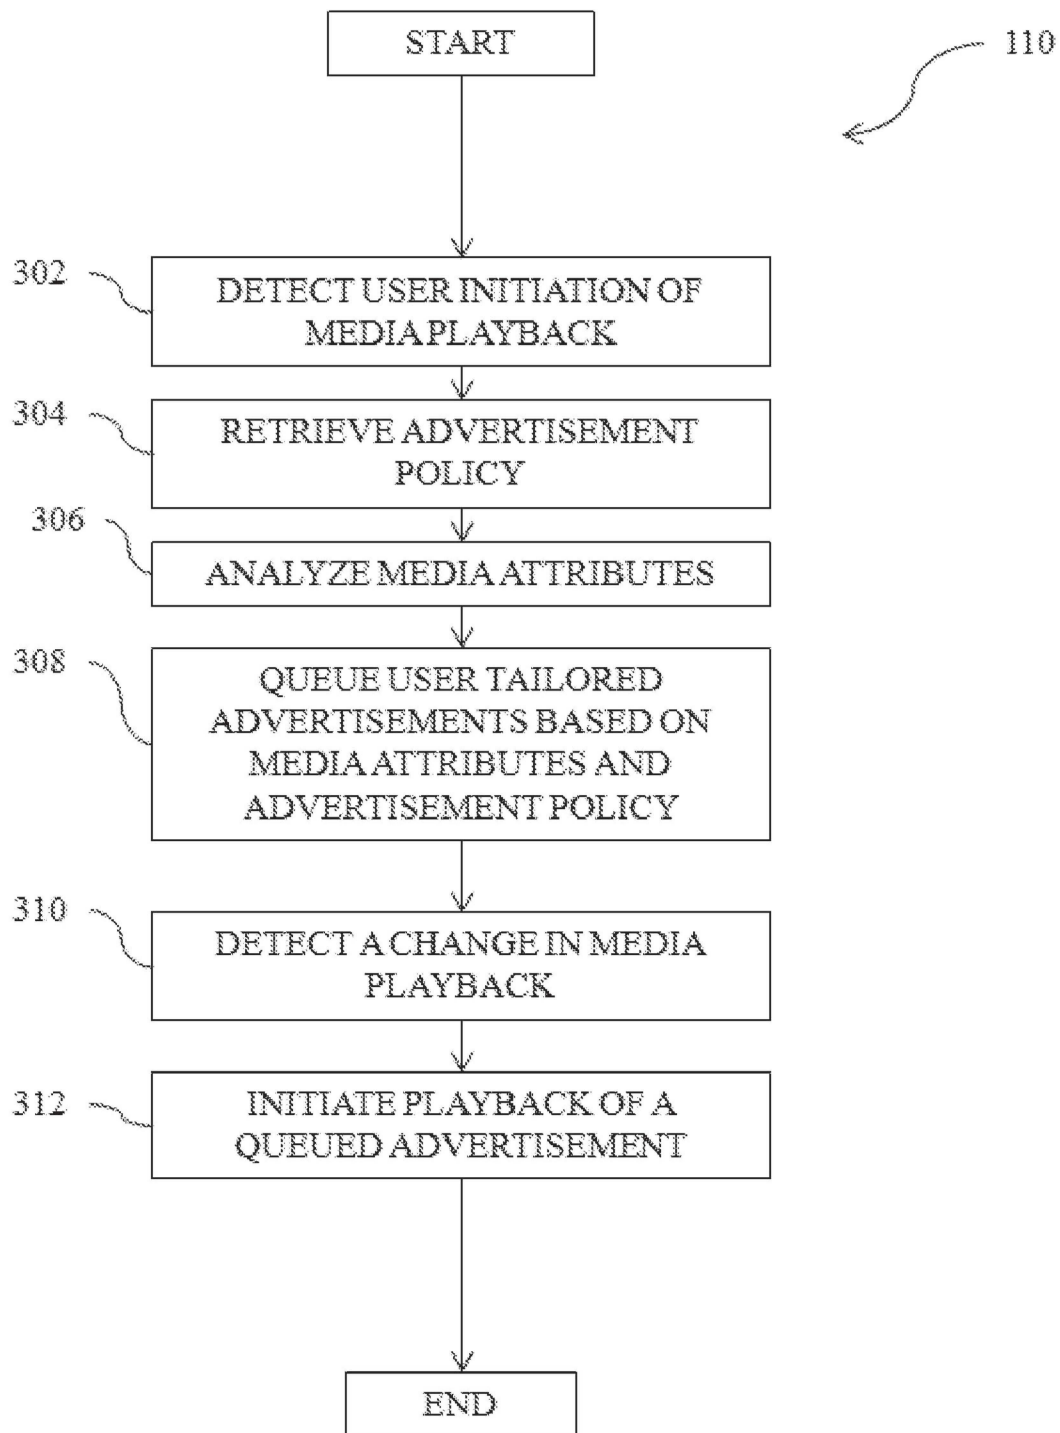 START
110
302
DETECT USER INITIATION OF
MEDIA PLAYBACK
304
RETRIEVE ADVERTISEMENT
POLICY
306
ANALYZE MEDIA ATTRIBUTES
308
QUEUE USER TAILORED
ADVERTISEMENTS BASED ON
MEDIA ATTRIBUTES AND
ADVERTISEMENT POLICY
310
DETECT A CHANGE IN MEDIA
PLAYBACK
312
INITIATE PLAYBACK OF A
QUEUED ADVERTISEMENT
END